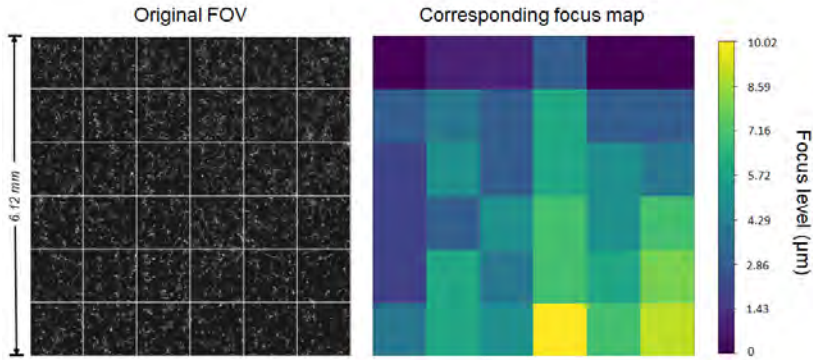 Original FOV
Corresponding focus map
6.12 mm
10.02
8.59
7.16
5.72
4.29
2.86
1.43
0
Focus level (μm)